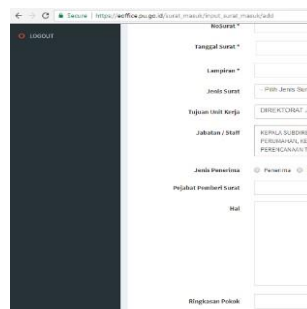 Secure | https://eoffice.pu.go.id/surat_masuk/input_surat_masuk/add
LOGOUT
NoSurat *
Tanggal Surat *
Lampiran *
Jenis Surat
- Pilih Jenis Sur
Tujuan Unit Kerja
DIREKTORAT J
Jabatan / Staff
KEPALA SUBDIRE
PERUMAHAN, KE
PERENCANAAN T
Jenis Penerima
Penerima
Pejabat Pemberi Surat
Hal
Ringkasan Pokok